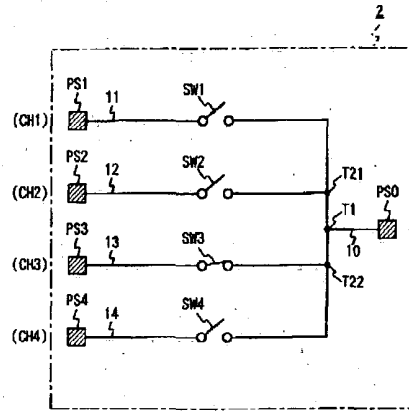 2
PS1 11 SW1
(CH1)
PS2 12 SW2
(CH2) T21
PS0
PS3 13 SW3 T1
(CH3) 10
T22
PS4 14 SW4
(CH4)